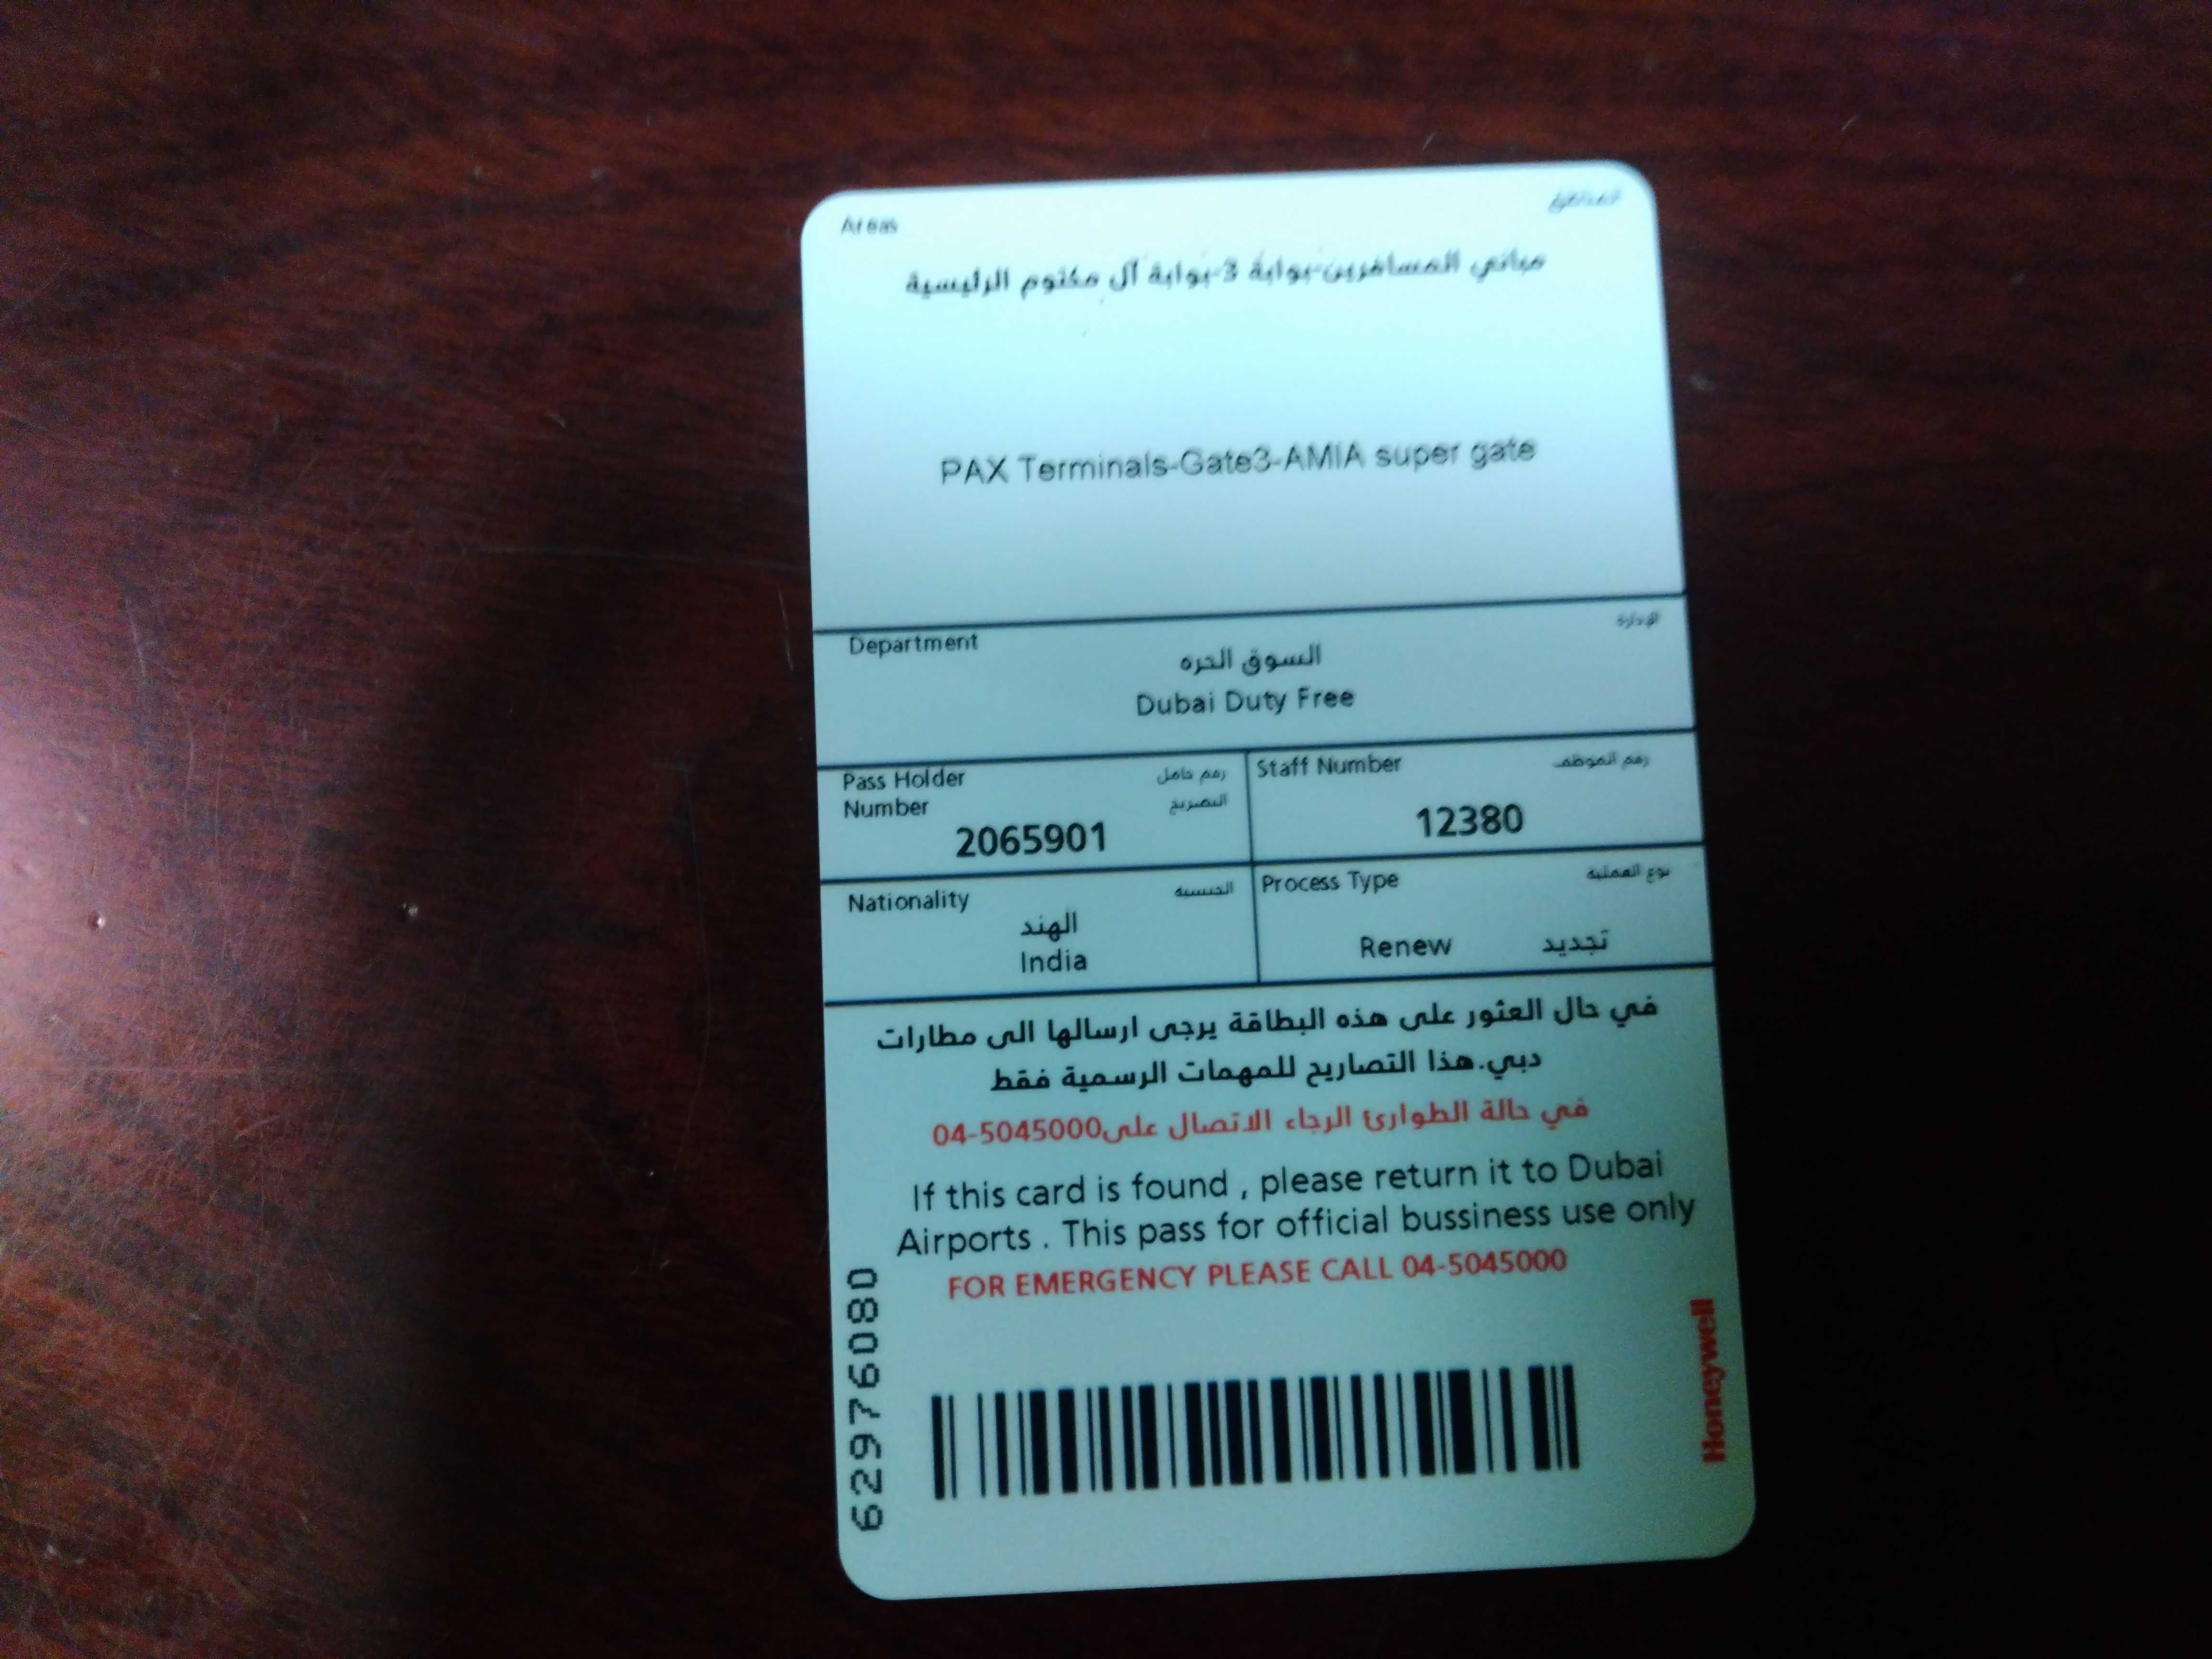 Areas المناطق
مباني المسافرين-بوابة 3-بوابة آل مكتوم الرئيسية
PAX Terminals-Gate3-AMIA super gate
Department الإدارة
السوق الحره
Dubai Duty Free
Pass Holder رقم حامل
Number التصريح
2065901
Staff Number رقم الموظف
12380
Nationality الجنسية
الهند
India
Process Type نوع العملية
Renew تجديد
في حال العثور على هذه البطاقة يرجى ارسالها الى مطارات
دبي.هذا التصاريح للمهمات الرسمية فقط
في حالة الطوارئ الرجاء الاتصال على04-5045000
If this card is found , please return it to Dubai
Airports . This pass for official bussiness use only
FOR EMERGENCY PLEASE CALL 04-5045000
62976080
Honeywell